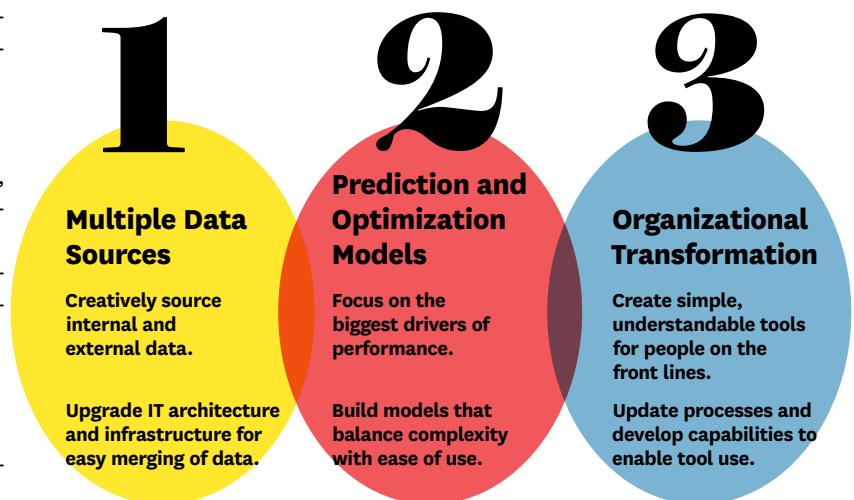 1
Multiple Data
Sources
Creatively source
internal and
external data.
Upgrade IT architecture
and infrastructure for
easy merging of data.
2
Prediction and
Optimization
Models
Focus on the
biggest drivers of
performance.
Build models that
balance complexity
with ease of use.
3
Organizational
Transformation
Create simple,
understandable tools
for people on the
front lines.
Update processes and
develop capabilities to
enable tool use.